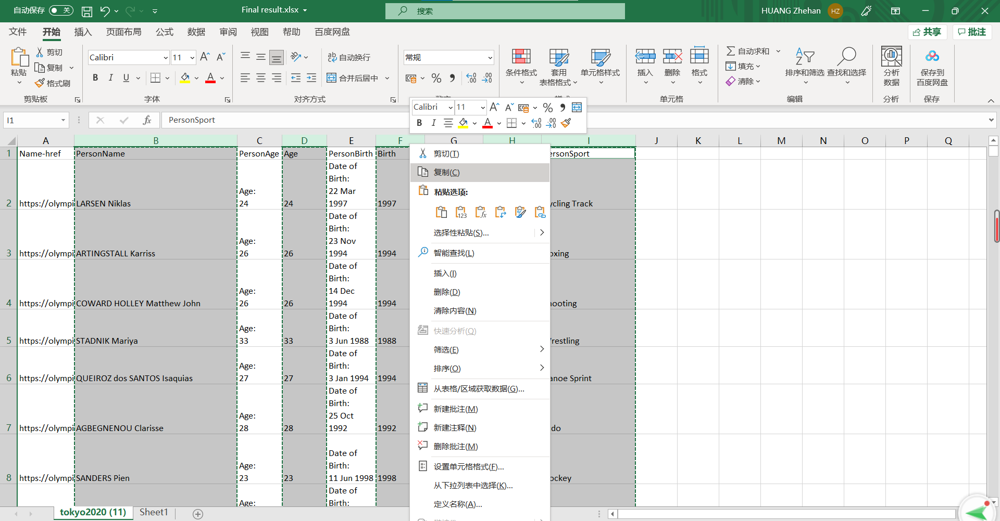 自动保存 关 Final result.xlsx 搜索 HUANG Zhehan HZ
文件 开始 插入 页面布局 公式 数据 审阅 视图 帮助 百度网盘 共享 批注
粘贴 剪切 复制 格式刷 剪贴板
Calibri 11 A A B I U A 字体
ab 自动换行 合并后居中 对齐方式
常规 % 9 .00 .00
条件格式 套用 表格格式 单元格样式
插入 删除 格式 单元格
自动求和 填充 清除 排序和筛选 查找和选择 编辑
分析 数据 分析
保存到 百度网盘 保存
Calibri 11 A A %
B I A .00 .00
I1 fx PersonSport
A B C D E F G H I J K L M N O P Q
1 Name-href PersonName PersonAge Age PersonBirth Birth ersonSport
2 https://olympi LARSEN Niklas Age: 24 24 Date of Birth: 22 Mar 1997 1997 ycling Track
3 https://olympi ARTINGSTALL Karriss Age: 26 26 Date of Birth: 23 Nov 1994 1994 oxing
4 https://olympi COWARD HOLLEY Matthew John Age: 26 26 Date of Birth: 14 Dec 1994 1994 hooting
5 https://olympi STADNIK Mariya Age: 33 33 Date of Birth: 3 Jun 1988 1988 restling
6 https://olympi QUEIROZ dos SANTOS Isaquias Age: 27 27 Date of Birth: 3 Jan 1994 1994 anoe Sprint
7 https://olympi AGBEGNENOU Clarisse Age: 28 28 Date of Birth: 25 Oct 1992 1992 do
8 https://olympi SANDERS Pien Age: 23 23 Date of Birth: 11 Jun 1998 1998 ockey
Age: Date of Birth:
剪切(T)
复制(C)
粘贴选项:
123 fx
选择性粘贴(S)...
智能查找(L)
插入(I)
删除(D)
清除内容(N)
快速分析(Q)
筛选(E)
排序(O)
从表格/区域获取数据(G)...
新建批注(M)
新建注释(N)
删除批注(M)
设置单元格格式(F)...
从下拉列表中选择(K)...
定义名称(A)...
tokyo2020 (11) Sheet1